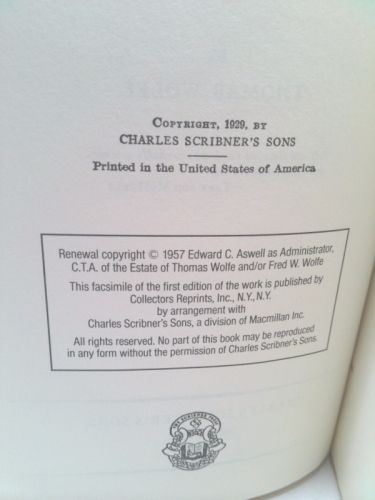 COPYRIGHT, 1929, BY
CHARLES SCRIBNER'S SONS
Printed in the United States of America
Renewal copyright © 1957 Edward C. Aswell as Administrator,
C.T.A. of the Estate of Thomas Wolfe and/or Fred W. Wolfe
This facsimile of the first edition of the work is published by
Collectors Reprints, Inc., N.Y., N.Y.
by arrangement with
Charles Scribner's Sons, a division of Macmillan Inc.
All rights reserved. No part of this book may be reproduced
in any form without the permission of Charles Scribner's Sons.